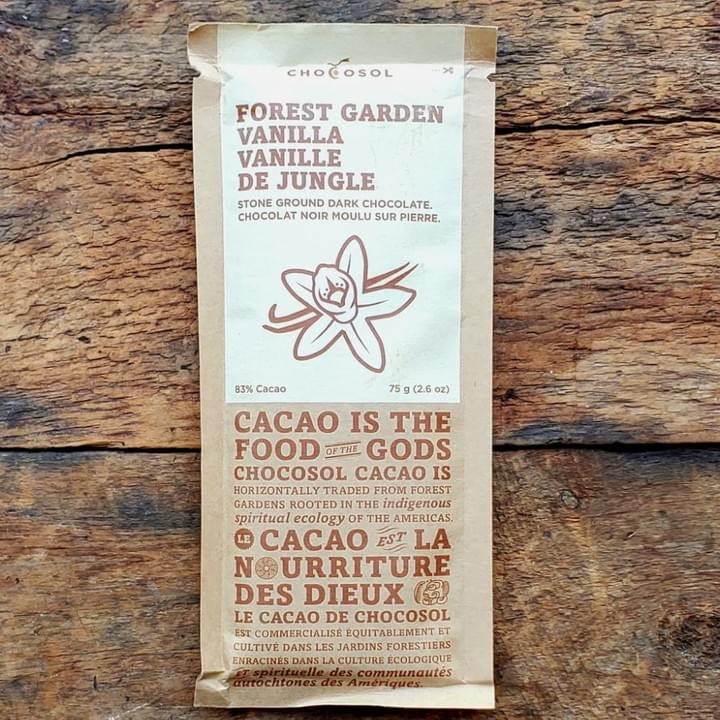 CHOCOSOL
FOREST GARDEN
VANILLA
VANILLE
DE JUNGLE
STONE GROUND DARK CHOCOLATE.
CHOCOLAT NOIR MOULU SUR PIERRE.
83% Cacao 75 g (2.6 oz)
CACAO IS THE
FOOD OF THE GODS
CHOCOSOL CACAO IS
HORIZONTALLY TRADED FROM FOREST
GARDENS ROOTED IN THE indigenous
spiritual ecology OF THE AMERICAS.
LE CACAO EST LA
NOURRITURE
DES DIEUX
LE CACAO DE CHOCOSOL
EST COMMERCIALISÉ ÉQUITABLEMENT ET
CULTIVÉ DANS LES JARDINS FORESTIERS
ENRACINÉS DANS LA CULTURE ÉCOLOGIQUE
ET spirituelle des communautés
autochtones des Amériques.